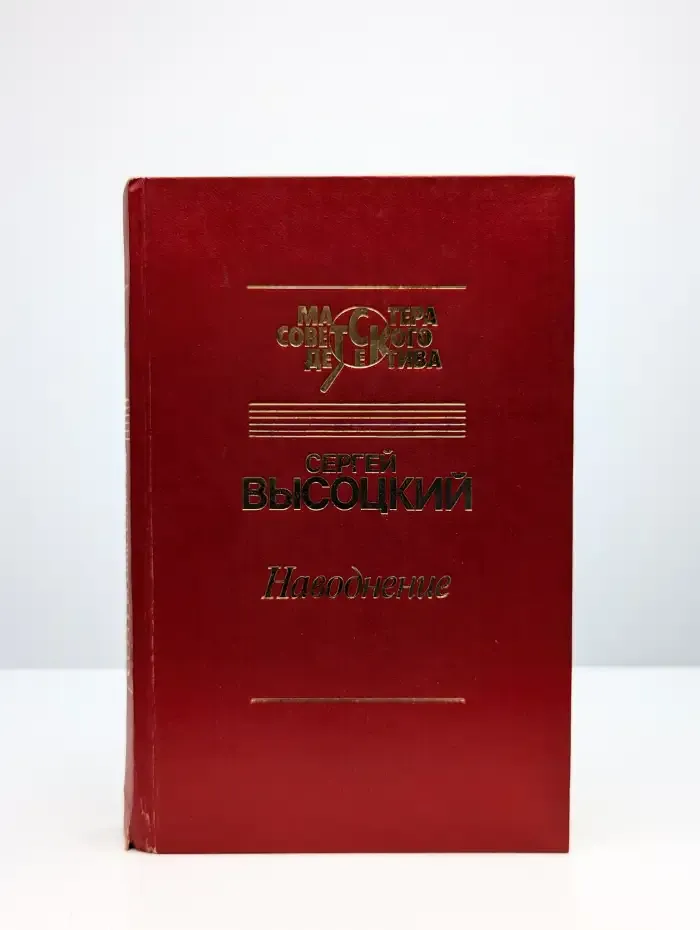 МАСТЕРА
СОВЕТСКОГО
ДЕТЕКТИВА
СЕРГЕЙ
ВЫСОЦКИЙ
Наводнение